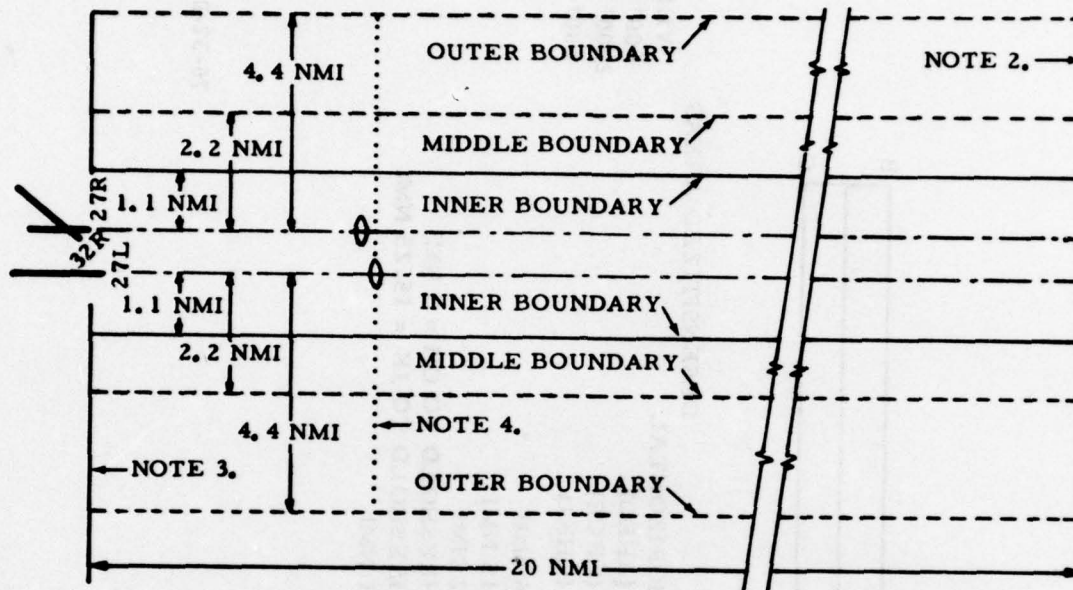 OUTER BOUNDARY
4.4 NMI
NOTE 2.
MIDDLE BOUNDARY
2.2 NMI
27R
1.1 NMI
INNER BOUNDARY
32R
27L
1.1 NMI
INNER BOUNDARY
2.2 NMI
MIDDLE BOUNDARY
4.4 NMI
NOTE 4.
NOTE 3.
OUTER BOUNDARY
20 NMI